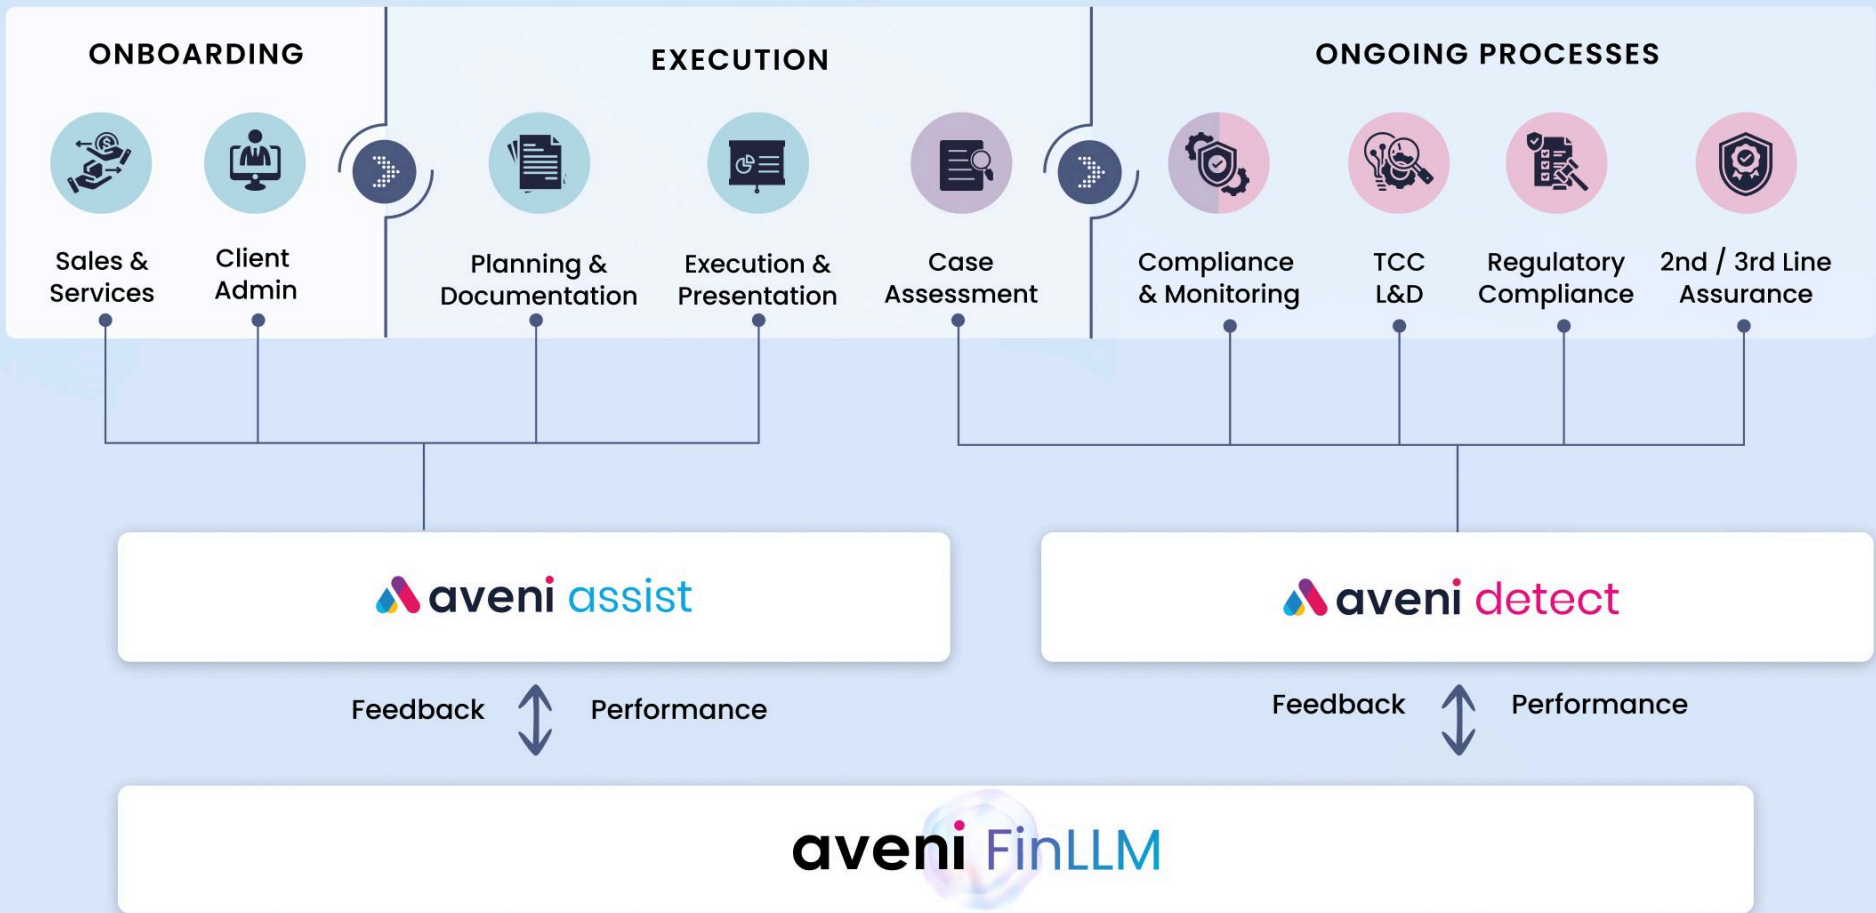 ONBOARDING
EXECUTION
ONGOING PROCESSES
Sales &
Services
Client
Admin
Planning &
Documentation
Execution &
Presentation
Case
Assessment
Compliance
& Monitoring
TCC
L&D
Regulatory
Compliance
2nd / 3rd Line
Assurance
aveni assist
aveni detect
Feedback
Performance
Feedback
Performance
aveni FinLLM